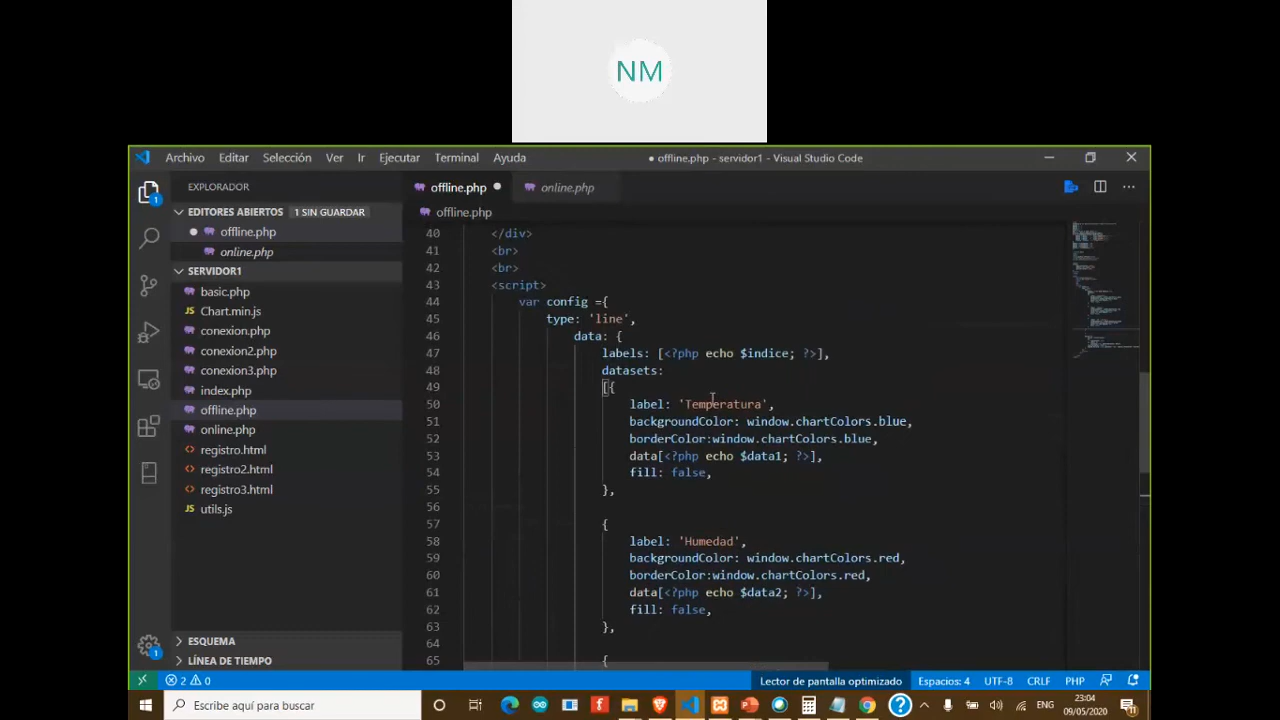 NM
Archivo Editar Selección Ver Ir Ejecutar Terminal Ayuda
● offline.php - servidor1 - Visual Studio Code
EXPLORADOR
EDITORES ABIERTOS 1 SIN GUARDAR
offline.php
online.php
SERVIDOR1
basic.php
Chart.min.js
conexion.php
conexion2.php
conexion3.php
index.php
offline.php
online.php
registro.html
registro2.html
registro3.html
utils.js
ESQUEMA
LÍNEA DE TIEMPO
offline.php
online.php
offline.php
40 </div>
41 <br>
42 <br>
43 <script>
44 var config ={
45 type: 'line',
46 data: {
47 labels: [<?php echo $indice; ?>],
48 datasets:
49 [{
50 label: 'Temperatura',
51 backgroundColor: window.chartColors.blue,
52 borderColor:window.chartColors.blue,
53 data[<?php echo $data1; ?>],
54 fill: false,
55 },
56
57 {
58 label: 'Humedad',
59 backgroundColor: window.chartColors.red,
60 borderColor:window.chartColors.red,
61 data[<?php echo $data2; ?>],
62 fill: false,
63 },
64
65 {
1
1
2 0
Lector de pantalla optimizado Espacios: 4 UTF-8 CRLF PHP
Escribe aquí para buscar
ENG
23:04
09/05/2020
11